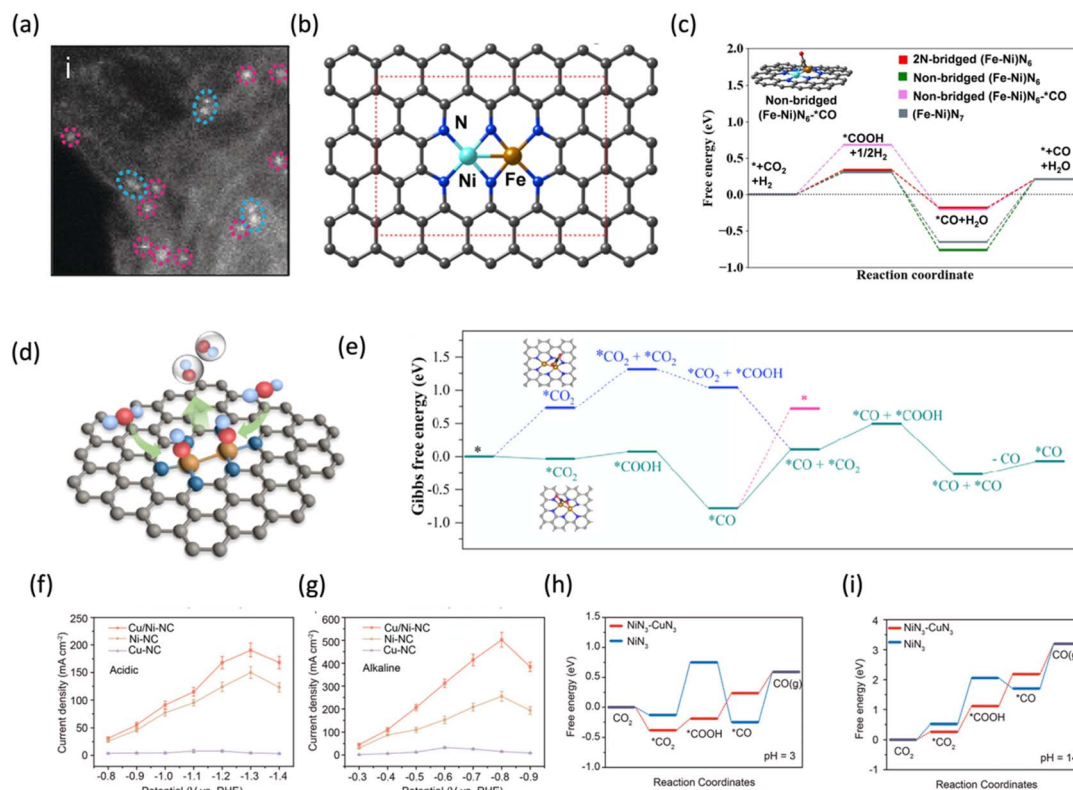 (a)
i
(b)
N
Ni
Fe
(c)
Free energy (eV)
2.0
1.5
1.0
0.5
0.0
−0.5
−1.0
Non-bridged
(Fe-Ni)N6-*CO
2N-bridged (Fe-Ni)N6
Non-bridged (Fe-Ni)N6
Non-bridged (Fe-Ni)N6-*CO
(Fe-Ni)N7
*+CO2
+H2
*COOH
+1/2H2
*CO+H2O
*+CO
+H2O
Reaction coordinate
(d)
(e)
Gibbs free energy (eV)
1.5
1.0
0.5
0.0
-0.5
-1.0
*
*CO2
*CO2 + *CO2
*CO2 + *COOH
*
*CO2
*COOH
*CO
*CO + *CO2
*CO + *COOH
*CO + *CO
- CO
*CO
(f)
Current density (mA cm-2)
250
200
150
100
50
0
Cu/Ni-NC
Ni-NC
Cu-NC
Acidic
-0.8 -0.9 -1.0 -1.1 -1.2 -1.3 -1.4
(g)
Current density (mA cm-2)
600
500
400
300
200
100
0
Cu/Ni-NC
Ni-NC
Cu-NC
Alkaline
-0.3 -0.4 -0.5 -0.6 -0.7 -0.8 -0.9
(h)
Free energy (eV)
1.5
1.0
0.5
0.0
-0.5
-1.0
NiN3-CuN3
NiN3
CO2
*CO2
*COOH
*CO
CO(g)
pH = 3
Reaction Coordinates
(i)
Free energy (eV)
4
3
2
1
0
NiN3-CuN3
NiN3
CO2
*CO2
*COOH
*CO
CO(g
pH = 14
Reaction Coordinates